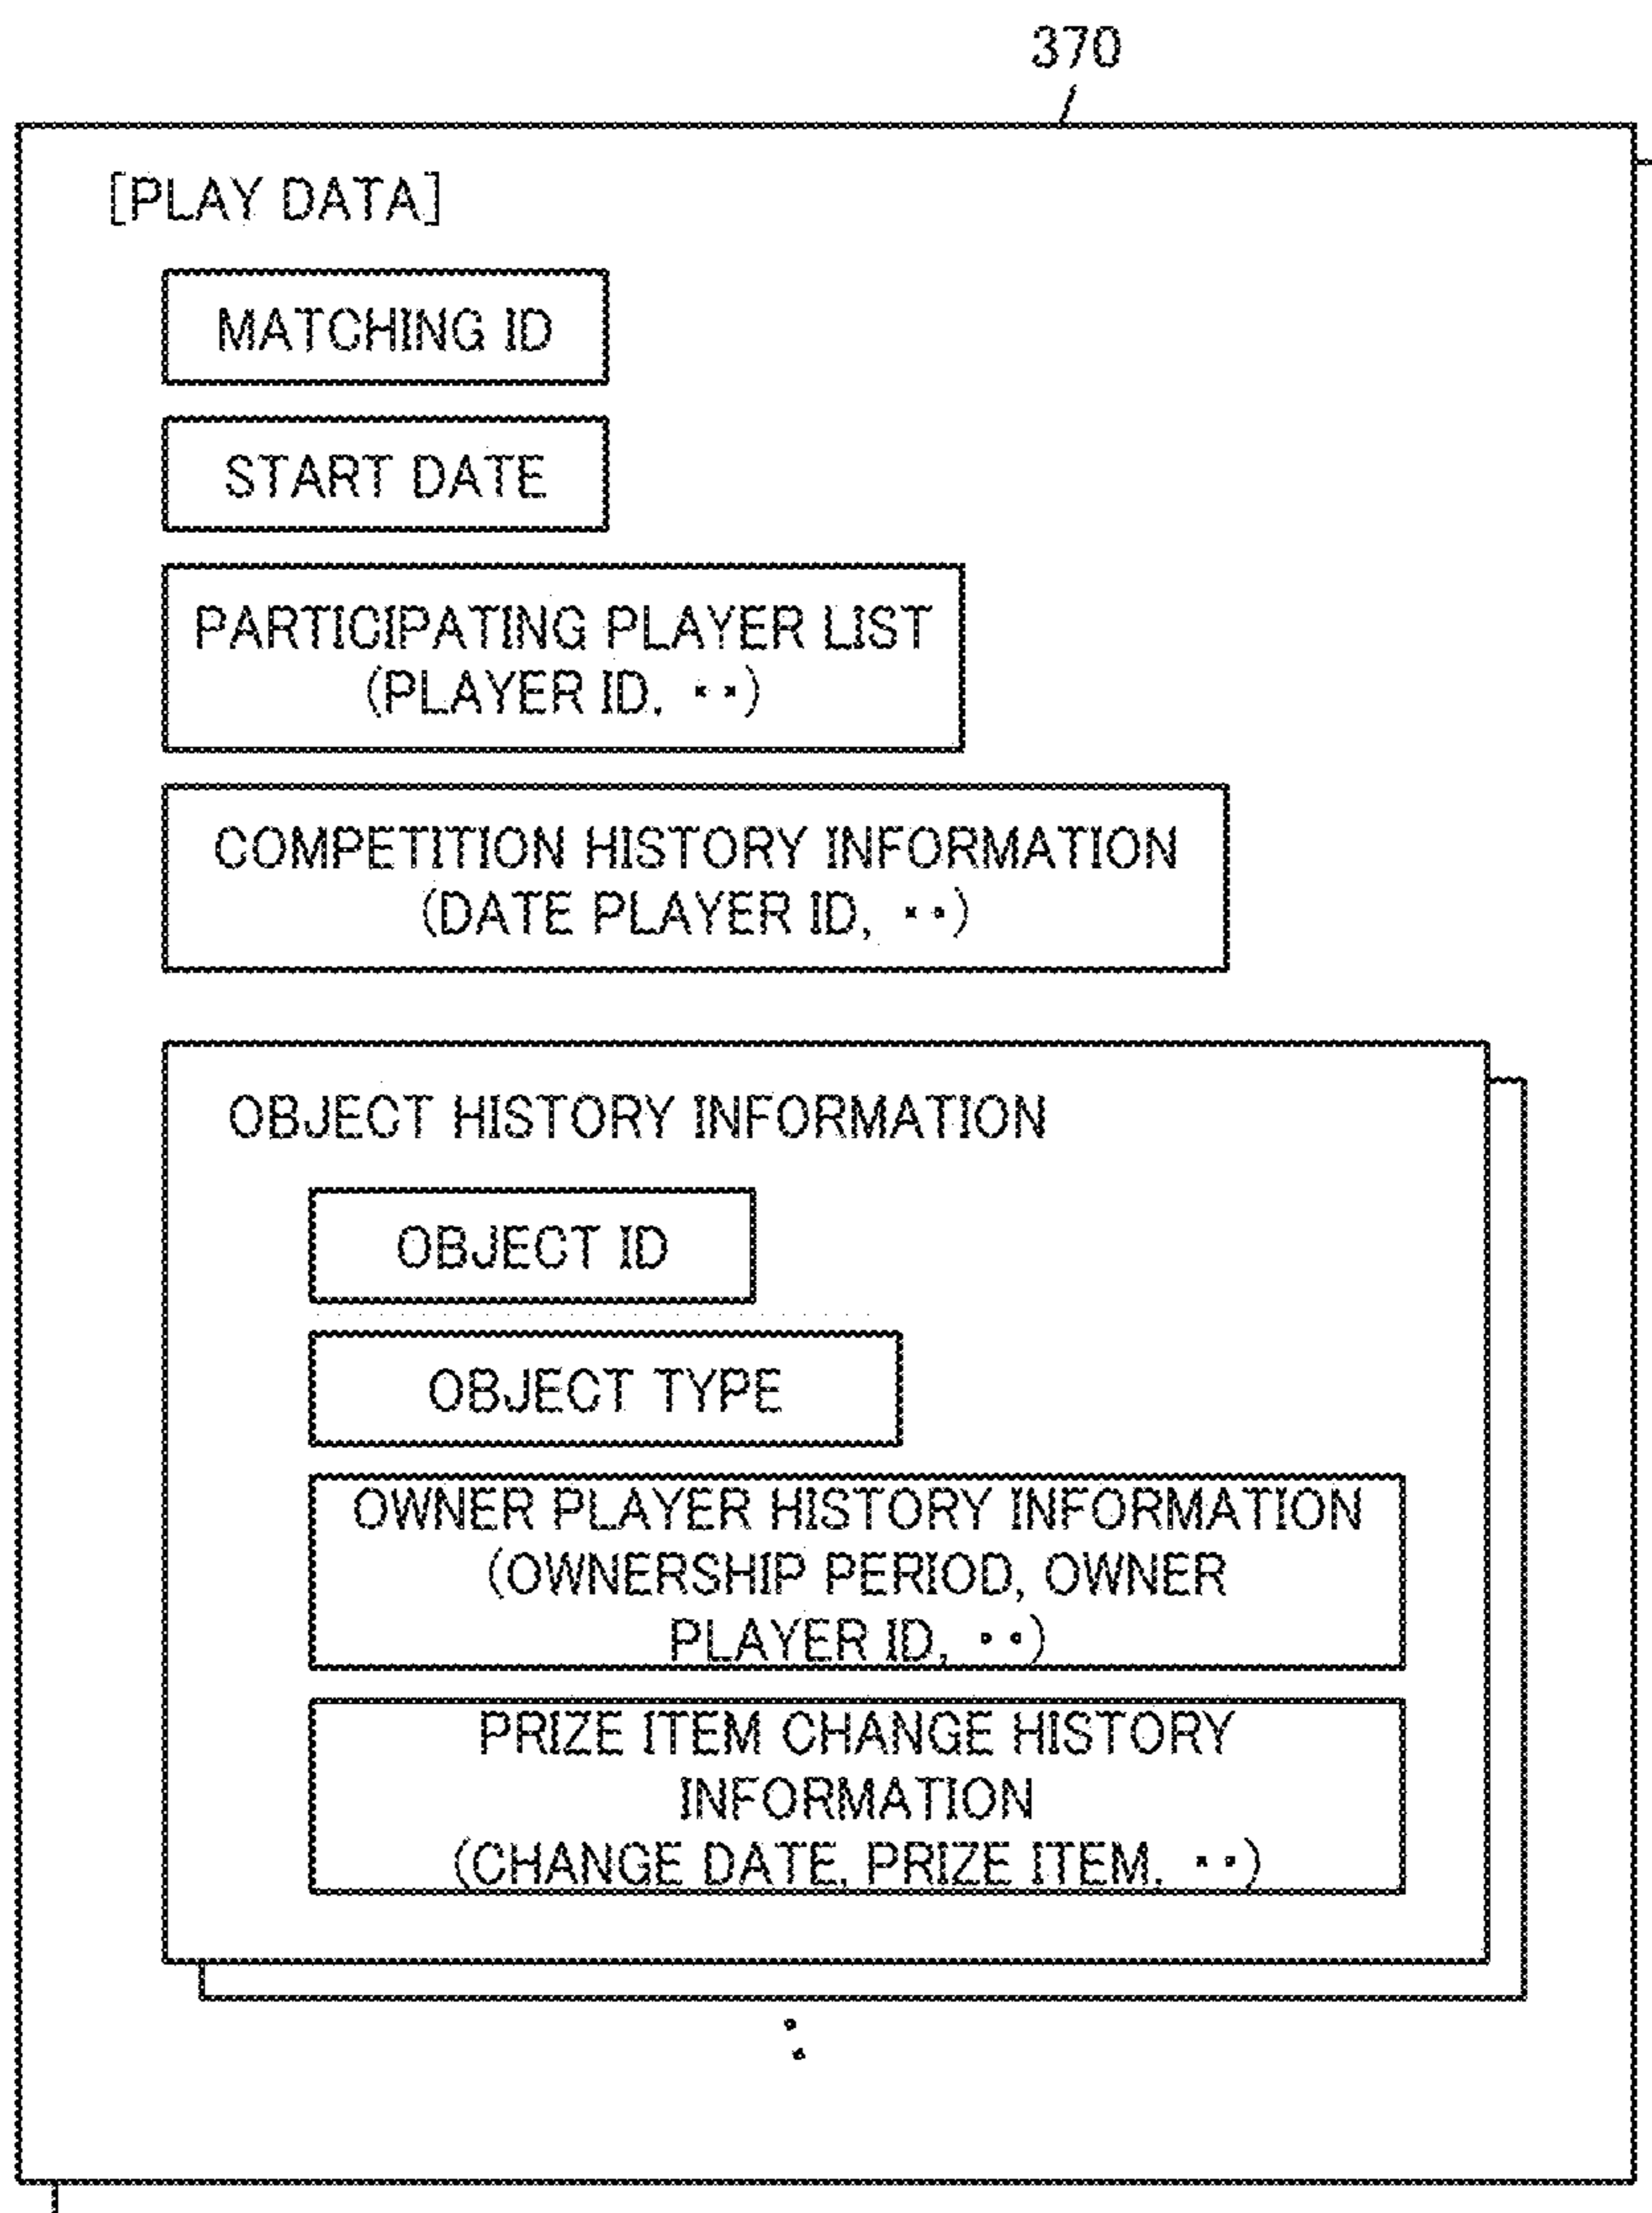 370
[PLAY DATA]
MATCHING ID
START DATE
PARTICIPATING PLAYER LIST
(PLAYER ID, ··)
COMPETITION HISTORY INFORMATION
(DATE PLAYER ID, ··)
OBJECT HISTORY INFORMATION
OBJECT ID
OBJECT TYPE
OWNER PLAYER HISTORY INFORMATION
(OWNERSHIP PERIOD, OWNER
PLAYER ID, ··)
PRIZE ITEM CHANGE HISTORY
INFORMATION
(CHANGE DATE, PRIZE ITEM, ··)